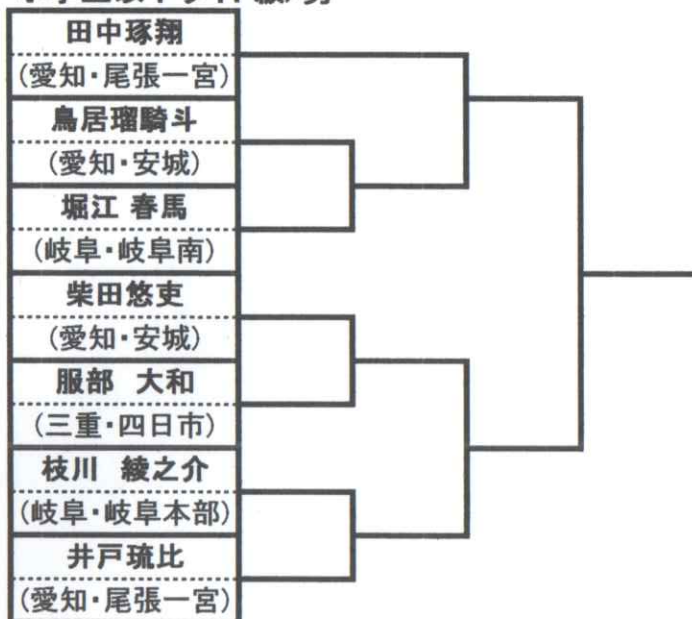 田中琢翔
(愛知・尾張一宮)
鳥居瑠騎斗
(愛知・安城)
堀江 春馬
(岐阜・岐阜南)
柴田悠吏
(愛知・安城)
服部 大和
(三重・四日市)
枝川 綾之介
(岐阜・岐阜本部)
井戸琉比
(愛知・尾張一宮)